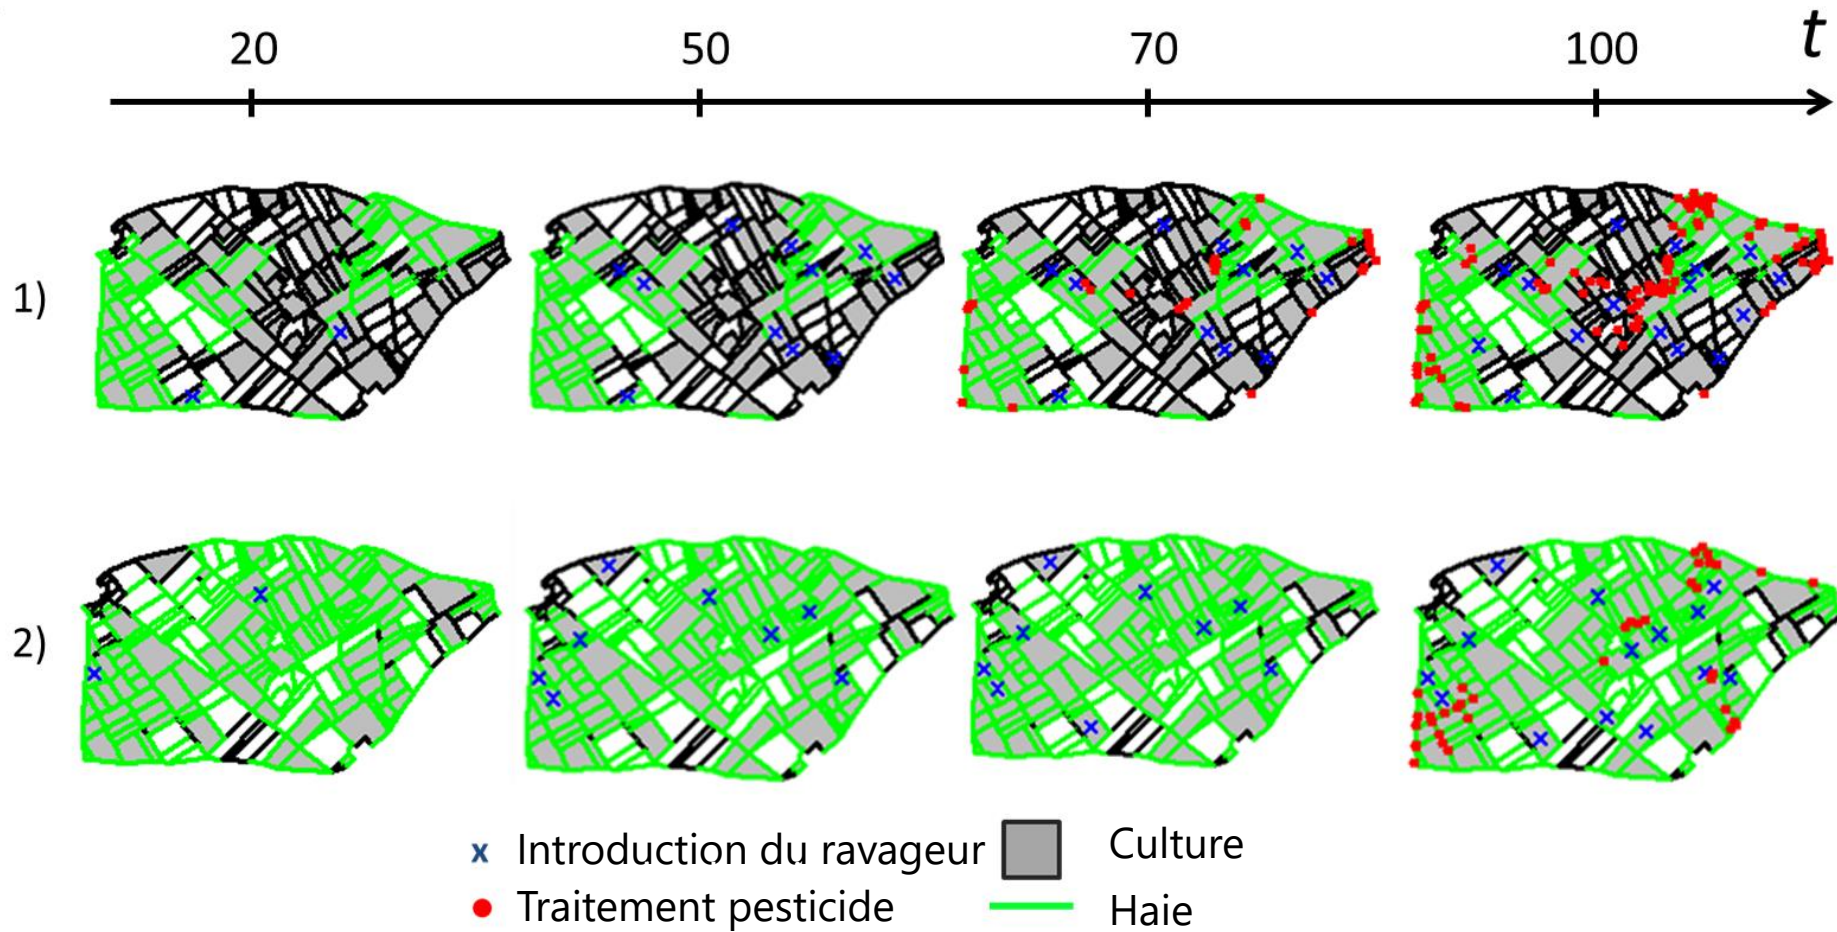 20 50 70 100 t
1)
2)
x Introduction du ravageur Culture
Traitement pesticide Haie